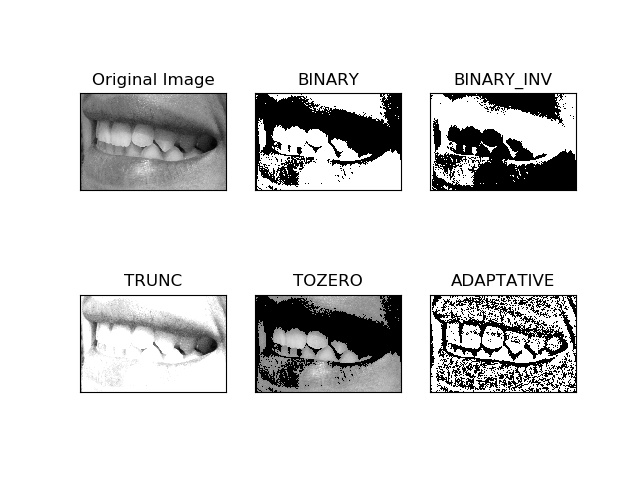 Original Image
BINARY
BINARY_INV
TRUNC
TOZERO
ADAPTATIVE